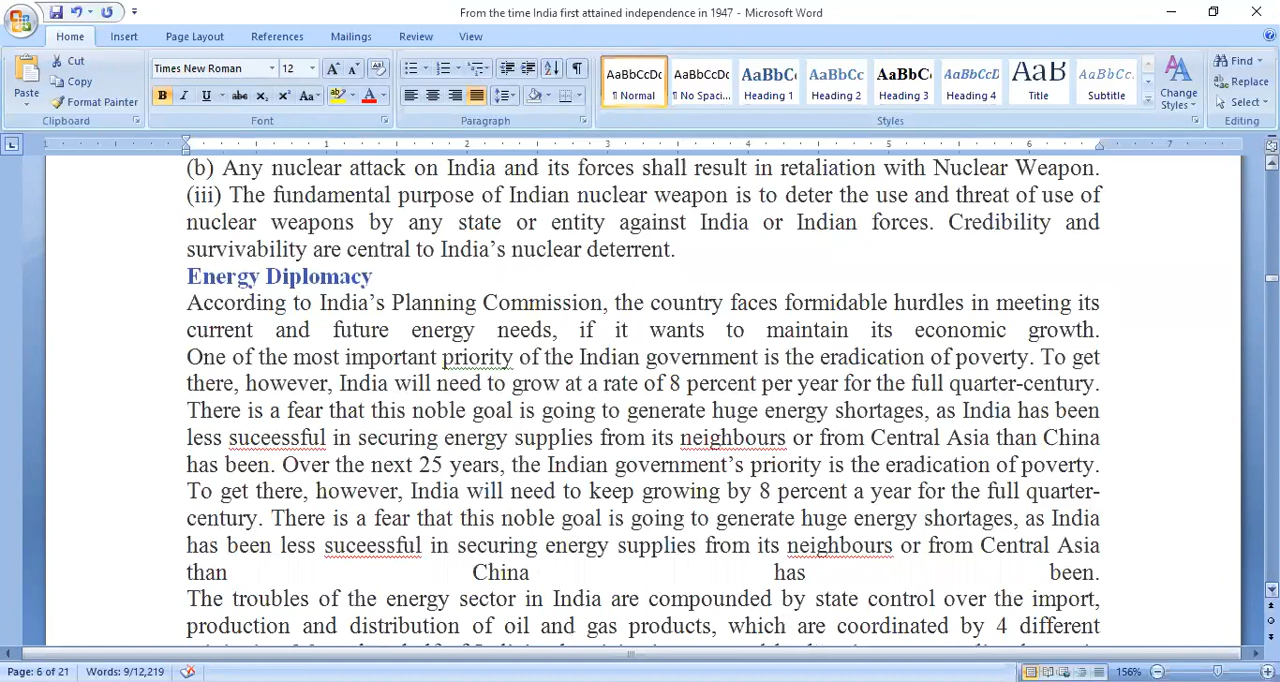 From the time India first attained independence in 1947 - Microsoft Word
Home Insert Page Layout References Mailings Review View
Paste Cut Copy Format Painter Clipboard
Times New Roman 12 Font
Paragraph
AaBbCcDc ¶ Normal AaBbCcDc ¶ No Spaci... AaBbC Heading 1 AaBbCc Heading 2 AaBbCc Heading 3 AaBbCcD Heading 4 AaB Title AaBbCc. Subtitle Change Styles Styles
Find Replace Select Editing
1 1 2 3 4 5 6 7
(b) Any nuclear attack on India and its forces shall result in retaliation with Nuclear Weapon.
(iii) The fundamental purpose of Indian nuclear weapon is to deter the use and threat of use of
nuclear weapons by any state or entity against India or Indian forces. Credibility and
survivability are central to India’s nuclear deterrent.
Energy Diplomacy
According to India’s Planning Commission, the country faces formidable hurdles in meeting its
current and future energy needs, if it wants to maintain its economic growth.
One of the most important priority of the Indian government is the eradication of poverty. To get
there, however, India will need to grow at a rate of 8 percent per year for the full quarter-century.
There is a fear that this noble goal is going to generate huge energy shortages, as India has been
less suceessful in securing energy supplies from its neighbours or from Central Asia than China
has been. Over the next 25 years, the Indian government’s priority is the eradication of poverty.
To get there, however, India will need to keep growing by 8 percent a year for the full quarter-
century. There is a fear that this noble goal is going to generate huge energy shortages, as India
has been less suceessful in securing energy supplies from its neighbours or from Central Asia
than China has been.
The troubles of the energy sector in India are compounded by state control over the import,
production and distribution of oil and gas products, which are coordinated by 4 different
Page: 6 of 21 Words: 9/12,219 156%